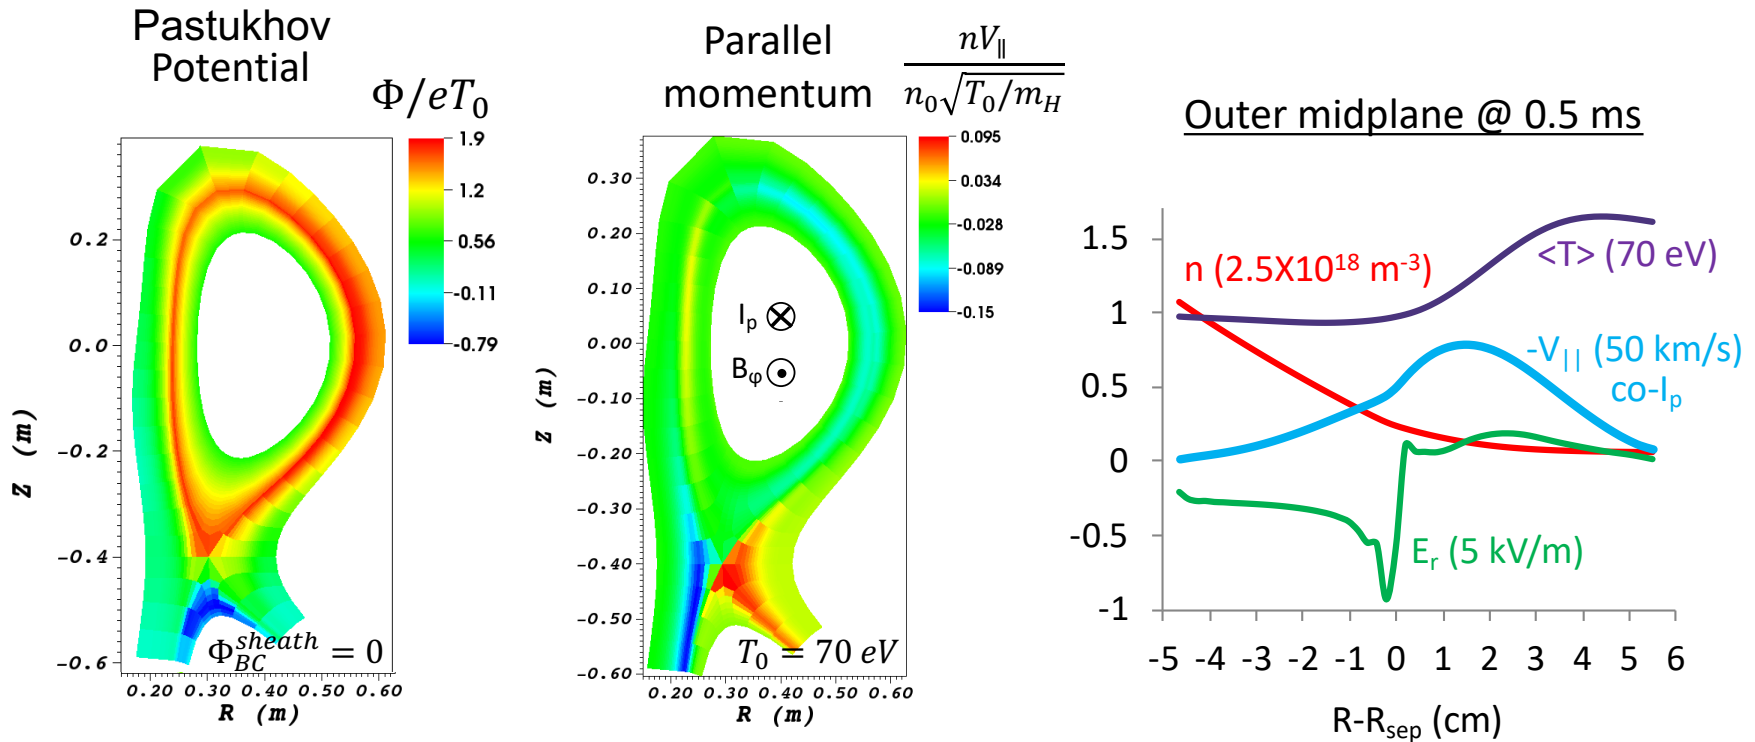 Pastukhov
Potential
Φ/eT₀
1.9
1.2
0.56
-0.11
-0.79
0.2
0.0
-0.2
-0.4
-0.6
Z (m)
Φ_BC^sheath = 0
0.20 0.30 0.40 0.50 0.60
R (m)
Parallel
momentum
nV∥
n₀√T₀/m_H
0.095
0.034
-0.028
-0.089
-0.15
0.30
0.20
0.10
0.00
-0.10
-0.20
-0.30
-0.40
-0.50
-0.60
Z (m)
Iₚ ⊗
Bφ ⊙
T₀ = 70 eV
0.20 0.30 0.40 0.50 0.60
R (m)
Outer midplane @ 0.5 ms
1.5
1
0.5
0
-0.5
-1
n (2.5X10¹⁸ m⁻³)
<T> (70 eV)
-V|| (50 km/s)
co-Iₚ
Eᵣ (5 kV/m)
-5 -4 -3 -2 -1 0 1 2 3 4 5 6
R-R_sep (cm)